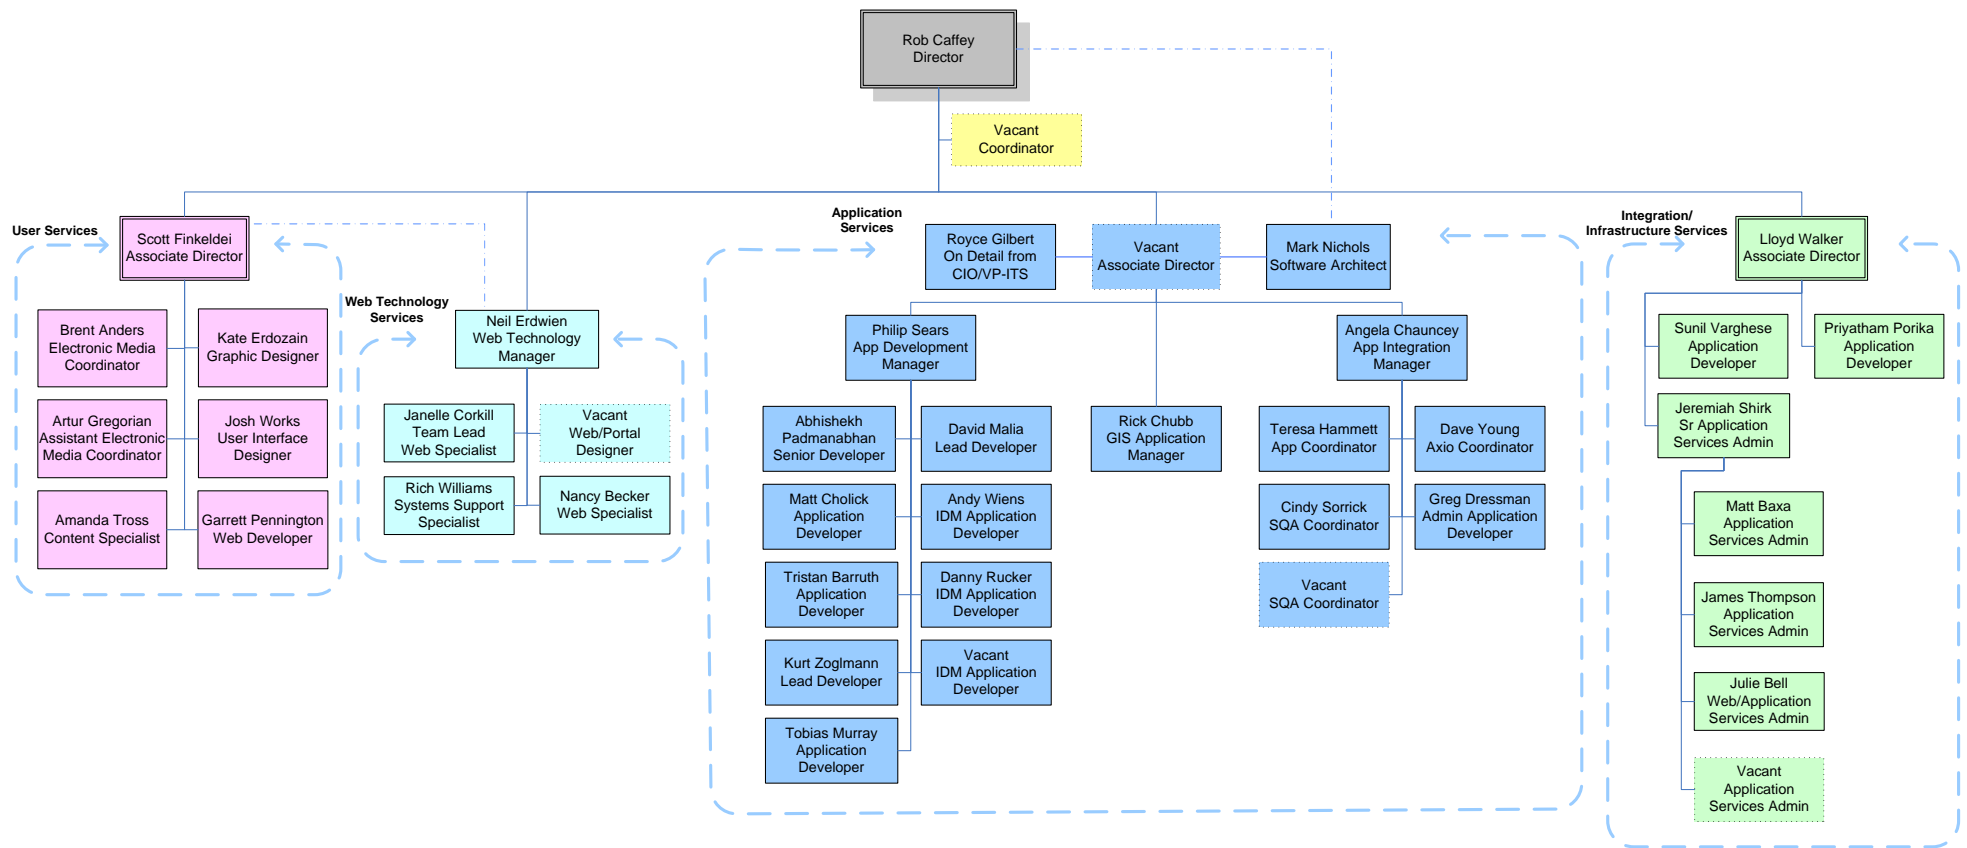 Rob Caffey
Director
Vacant
Coordinator
User Services
Scott Finkeldei
Associate Director
Brent Anders
Electronic Media
Coordinator
Kate Erdozain
Graphic Designer
Artur Gregorian
Assistant Electronic
Media Coordinator
Josh Works
User Interface
Designer
Amanda Tross
Content Specialist
Garrett Pennington
Web Developer
Web Technology
Services
Neil Erdwien
Web Technology
Manager
Janelle Corkill
Team Lead
Web Specialist
Vacant
Web/Portal
Designer
Rich Williams
Systems Support
Specialist
Nancy Becker
Web Specialist
Application
Services
Royce Gilbert
On Detail from
CIO/VP-ITS
Vacant
Associate Director
Mark Nichols
Software Architect
Philip Sears
App Development
Manager
Angela Chauncey
App Integration
Manager
Abhishekh
Padmanabhan
Senior Developer
David Malia
Lead Developer
Rick Chubb
GIS Application
Manager
Teresa Hammett
App Coordinator
Dave Young
Axio Coordinator
Matt Cholick
Application
Developer
Andy Wiens
IDM Application
Developer
Cindy Sorrick
SQA Coordinator
Greg Dressman
Admin Application
Developer
Tristan Barruth
Application
Developer
Danny Rucker
IDM Application
Developer
Vacant
SQA Coordinator
Kurt Zoglmann
Lead Developer
Vacant
IDM Application
Developer
Tobias Murray
Application
Developer
Integration/
Infrastructure Services
Lloyd Walker
Associate Director
Sunil Varghese
Application
Developer
Priyatham Porika
Application
Developer
Jeremiah Shirk
Sr Application
Services Admin
Matt Baxa
Application
Services Admin
James Thompson
Application
Services Admin
Julie Bell
Web/Application
Services Admin
Vacant
Application
Services Admin